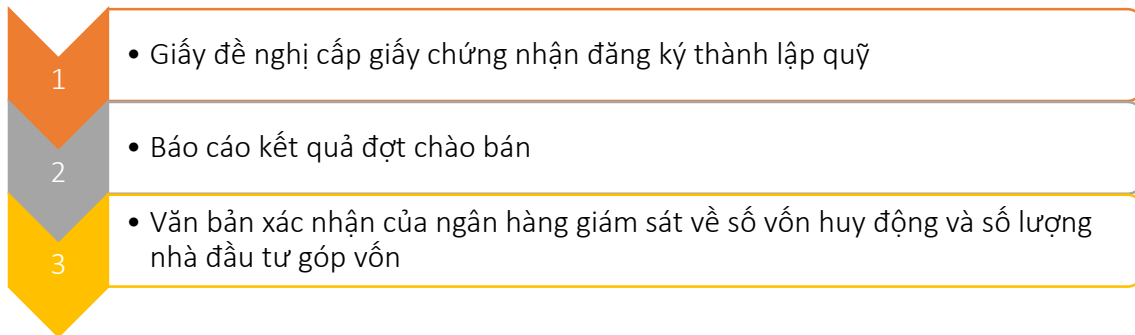 1
• Giấy đề nghị cấp giấy chứng nhận đăng ký thành lập quỹ
2
• Báo cáo kết quả đợt chào bán
3
• Văn bản xác nhận của ngân hàng giám sát về số vốn huy động và số lượng
nhà đầu tư góp vốn